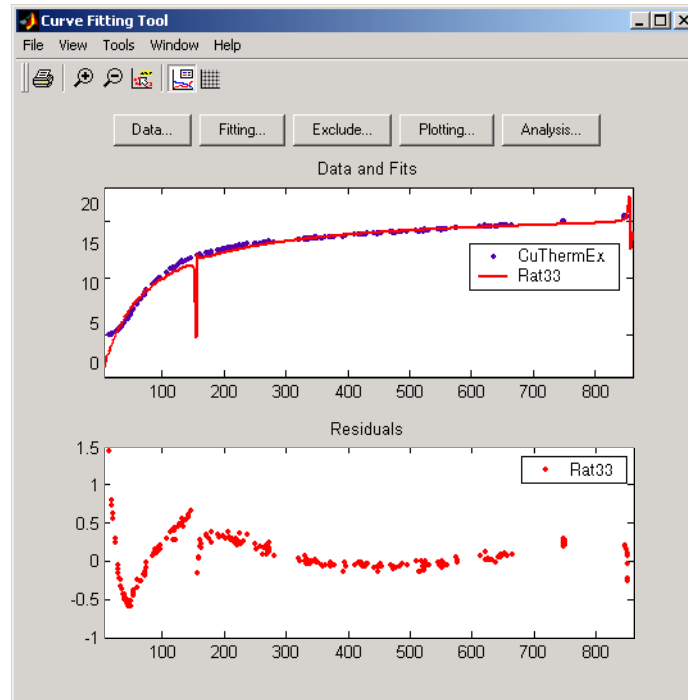 Curve Fitting Tool
File View Tools Window Help
Data... Fitting... Exclude... Plotting... Analysis...
Data and Fits
20
15
10
5
0
CuThermEx
Rat33
100 200 300 400 500 600 700 800
Residuals
1.5
1
0.5
0
-0.5
-1
Rat33
100 200 300 400 500 600 700 800